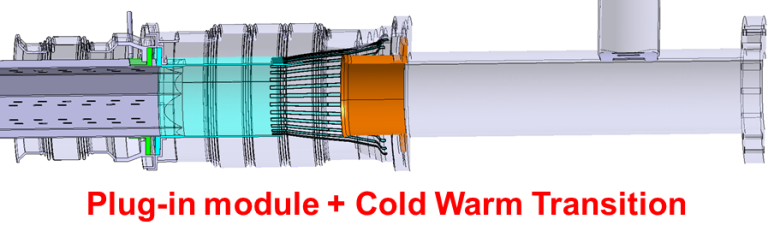 Plug-in module + Cold Warm Transition